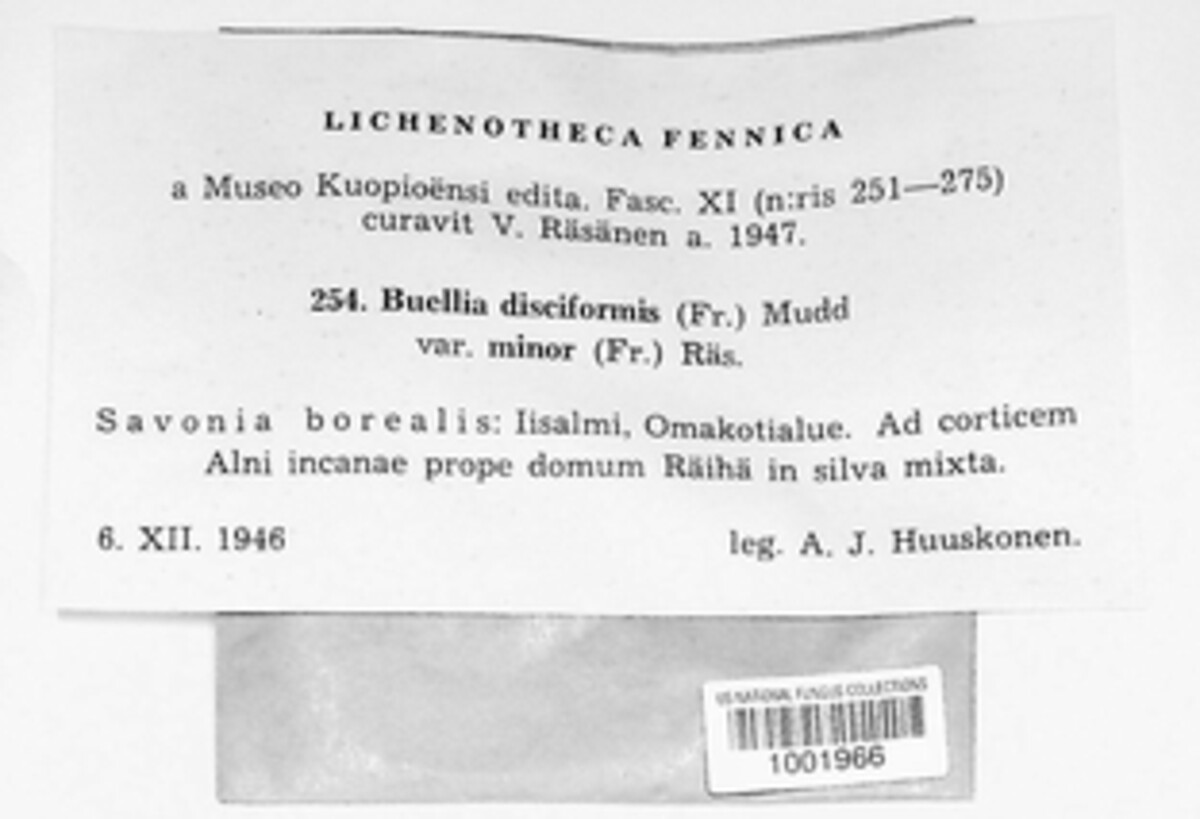 LICHENOTHECA FENNICA
a Museo Kuopioënsi edita. Fasc. XI (n:ris 251—275)
curavit V. Räsänen a. 1947.
254. Buellia disciformis (Fr.) Mudd
var. minor (Fr.) Räs.
Savonia borealis: Iisalmi, Omakotialue. Ad corticem
Alni incanae prope domum Räihä in silva mixta.
6. XII. 1946
leg. A. J. Huuskonen.
US NATIONAL FUNGUS COLLECTIONS
1001966